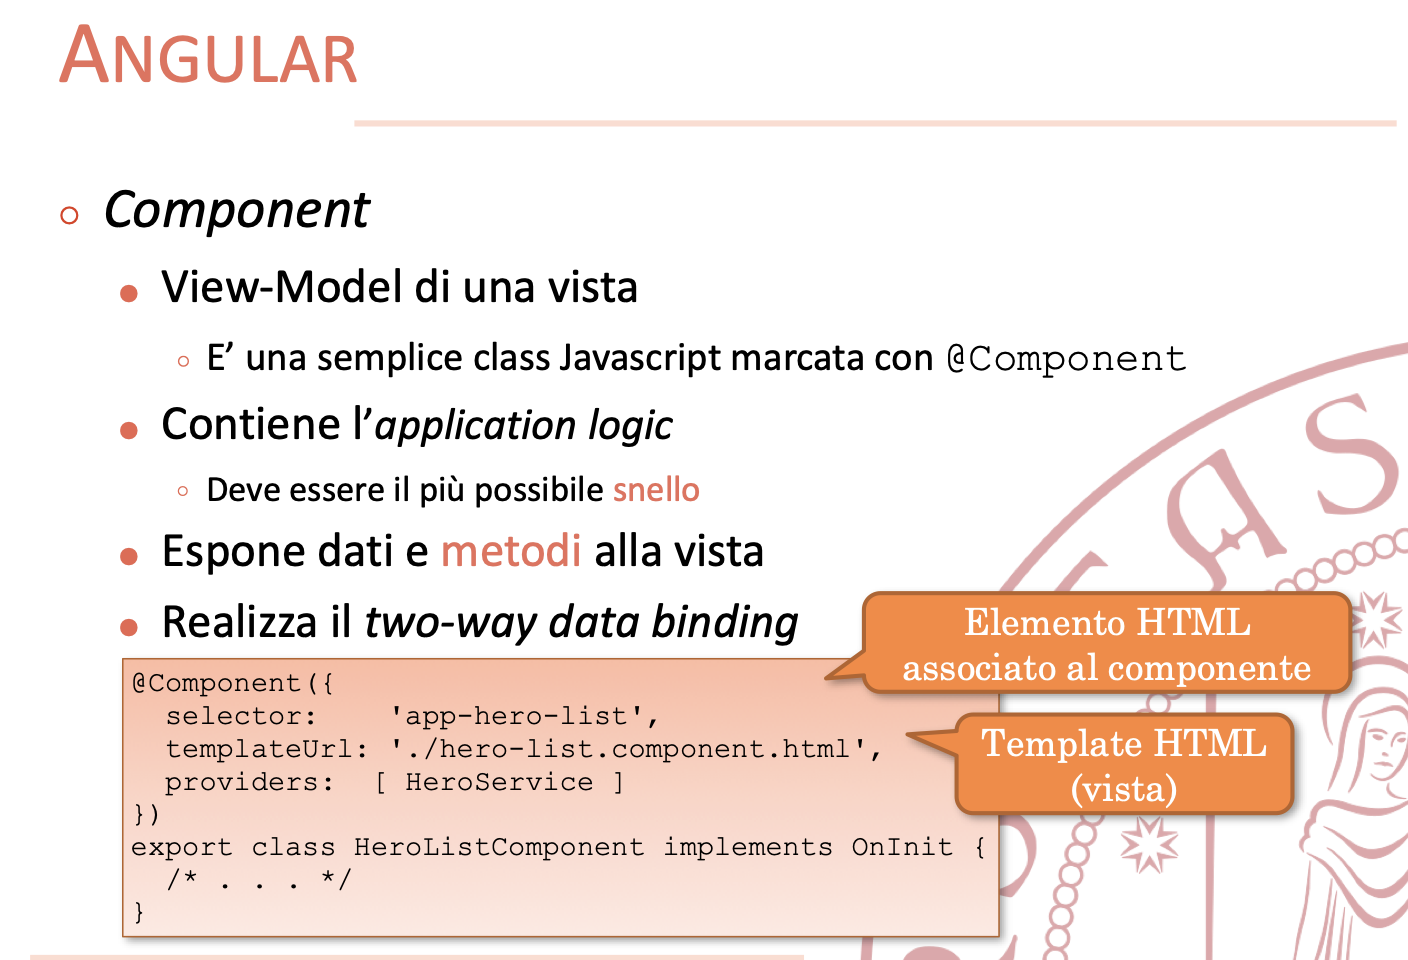 ANGULAR
Component
View-Model di una vista
E’ una semplice class Javascript marcata con @Component
Contiene l’application logic
Deve essere il più possibile snello
Espone dati e metodi alla vista
Realizza il two-way data binding
Elemento HTML
associato al componente
@Component({
  selector:    'app-hero-list',
  templateUrl: './hero-list.component.html',
  providers:  [ HeroService ]
})
export class HeroListComponent implements OnInit {
  /* . . . */
}
Template HTML
(vista)